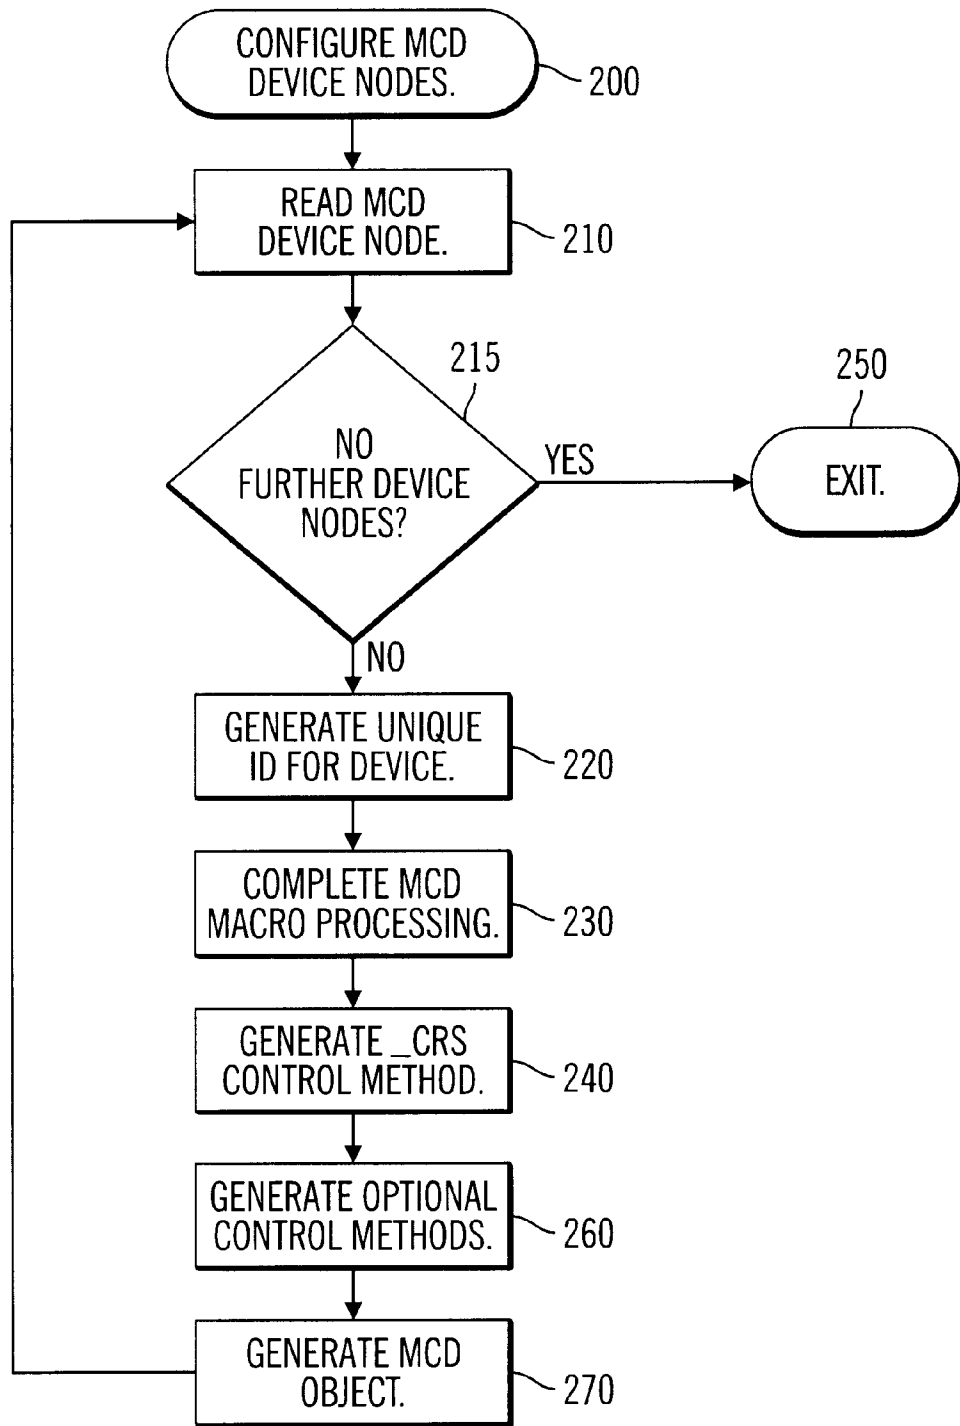 CONFIGURE MCD
DEVICE NODES.
200
READ MCD
DEVICE NODE.
210
215
NO
FURTHER DEVICE
NODES?
YES
250
EXIT.
NO
GENERATE UNIQUE
ID FOR DEVICE.
220
COMPLETE MCD
MACRO PROCESSING.
230
GENERATE _CRS
CONTROL METHOD.
240
GENERATE OPTIONAL
CONTROL METHODS.
260
GENERATE MCD
OBJECT.
270